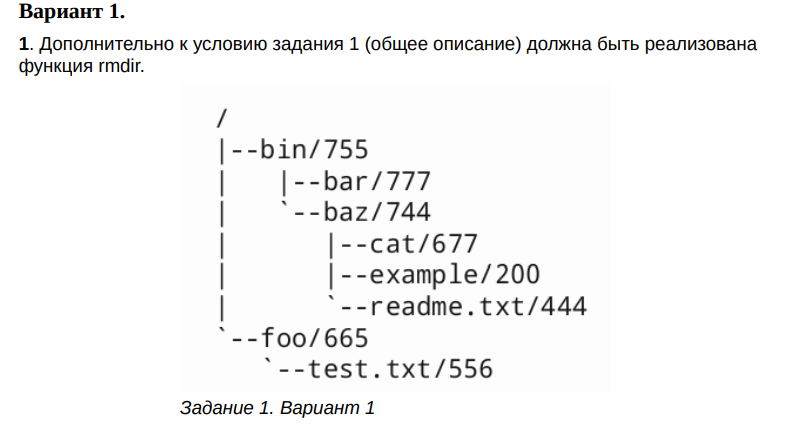 Вариант 1.
1. Дополнительно к условию задания 1 (общее описание) должна быть реализована
функция rmdir.
/
|--bin/755
|   |--bar/777
|   `--baz/744
|      |--cat/677
|      |--example/200
|      `--readme.txt/444
`--foo/665
   `--test.txt/556
Задание 1. Вариант 1